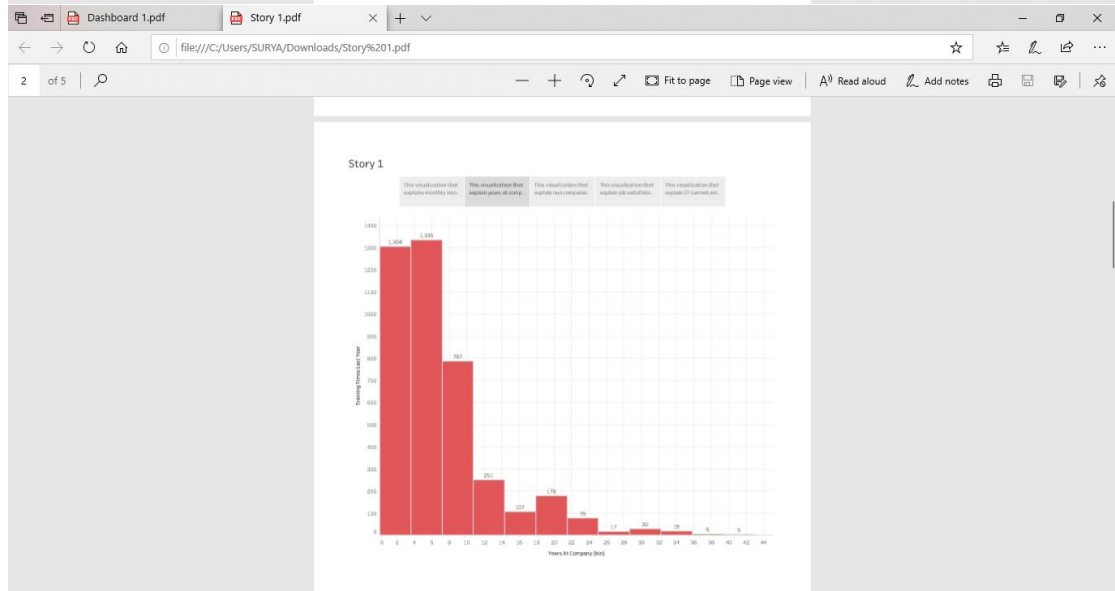 Dashboard 1.pdf
Story 1.pdf
file:///C:/Users/SURYA/Downloads/Story%201.pdf
2 of 5
Fit to page
Page view
Read aloud
Add notes
Story 1
This visualization that
explains monthly inco..
This visualization that
explain years at comp..
This visualization that
explain num companie..
This visualization that
explain job satisfatio..
This visualization that
explain CF current em..
1400
1300
1200
1100
1000
900
800
700
600
500
400
300
200
100
0
Training Times Last Year
1,304
787
251
107
178
76
17
30
19
6
3
0 2 4 6 8 10 12 14 16 18 20 22 24 26 28 30 32 34 36 38 40 42 44
Years At Company (bin)